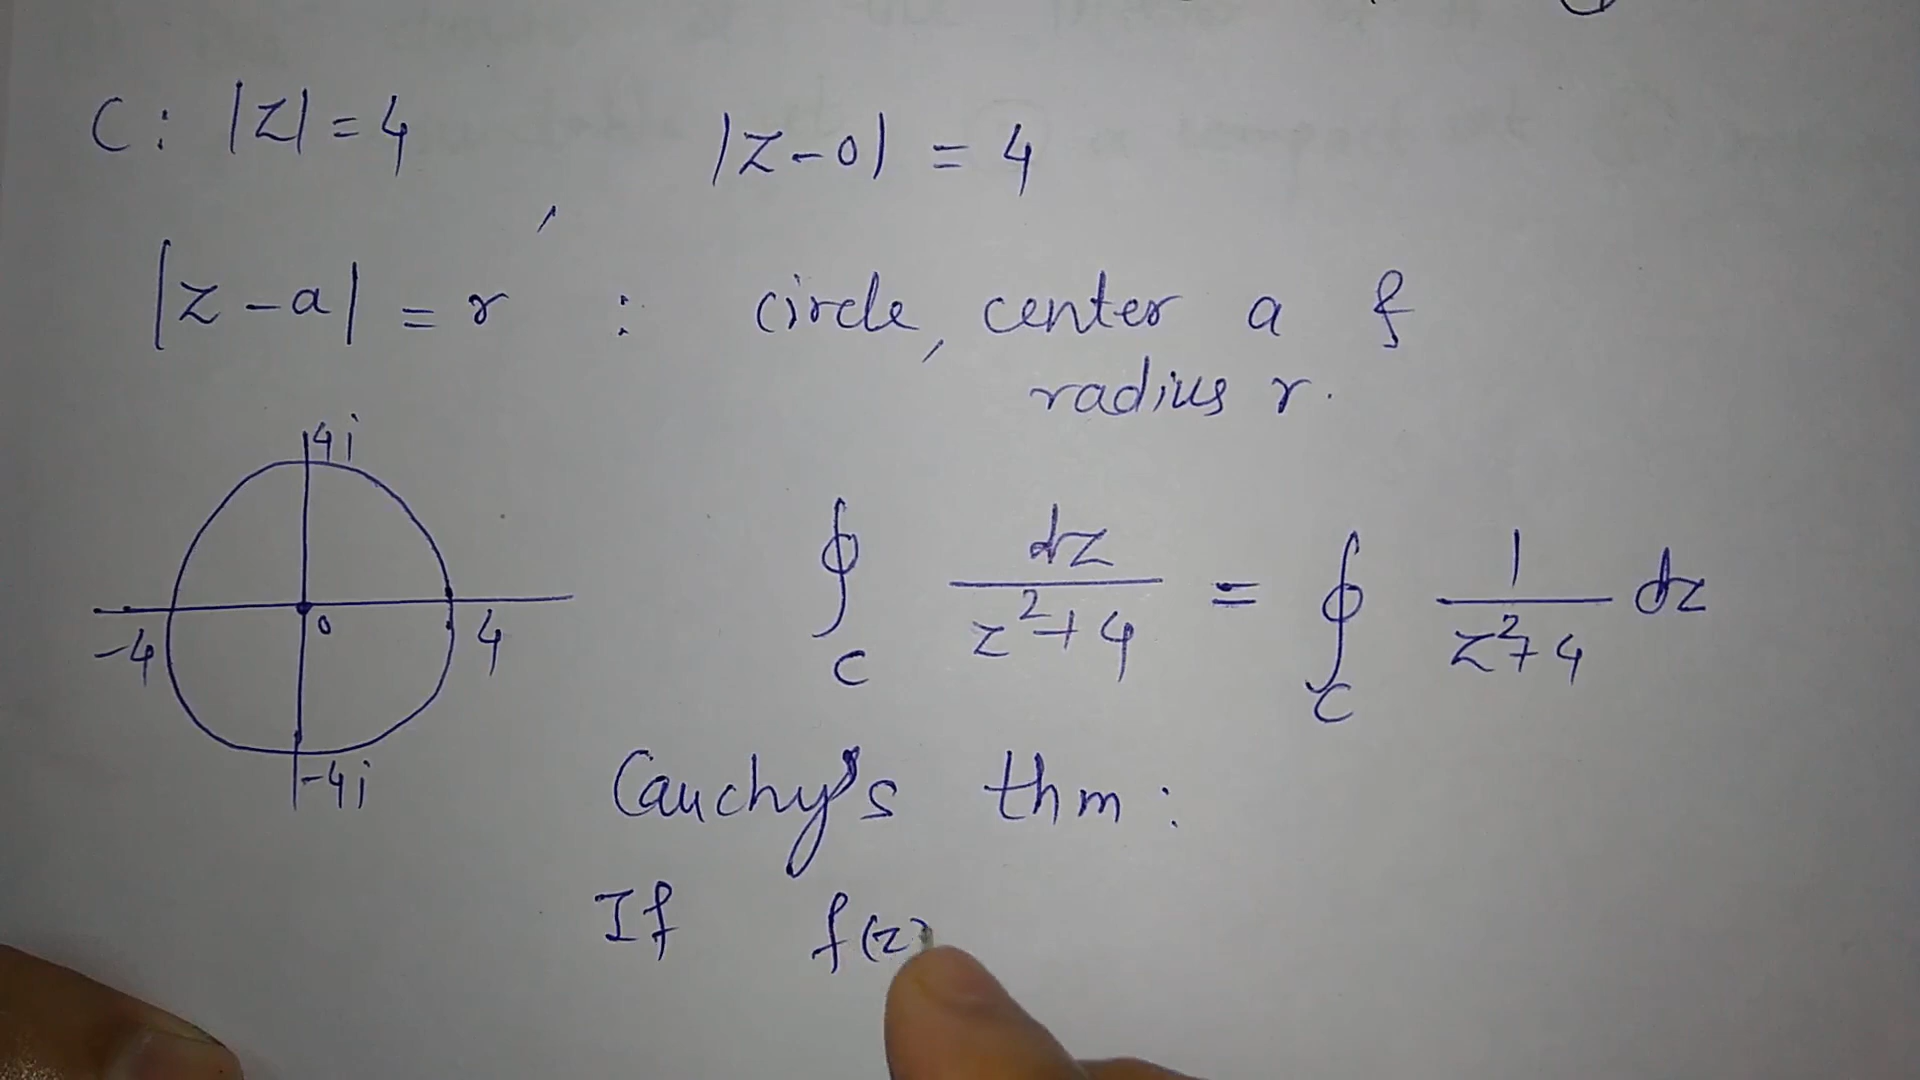 C: |z| = 4 |z-0| = 4
|z-a| = r : circle, center a &
radius r.
4i
-4 0 4
-4i
∮_C dz/(z²+4) = ∮_C 1/(z²+4) dz
Cauchy's thm:
If f(z)